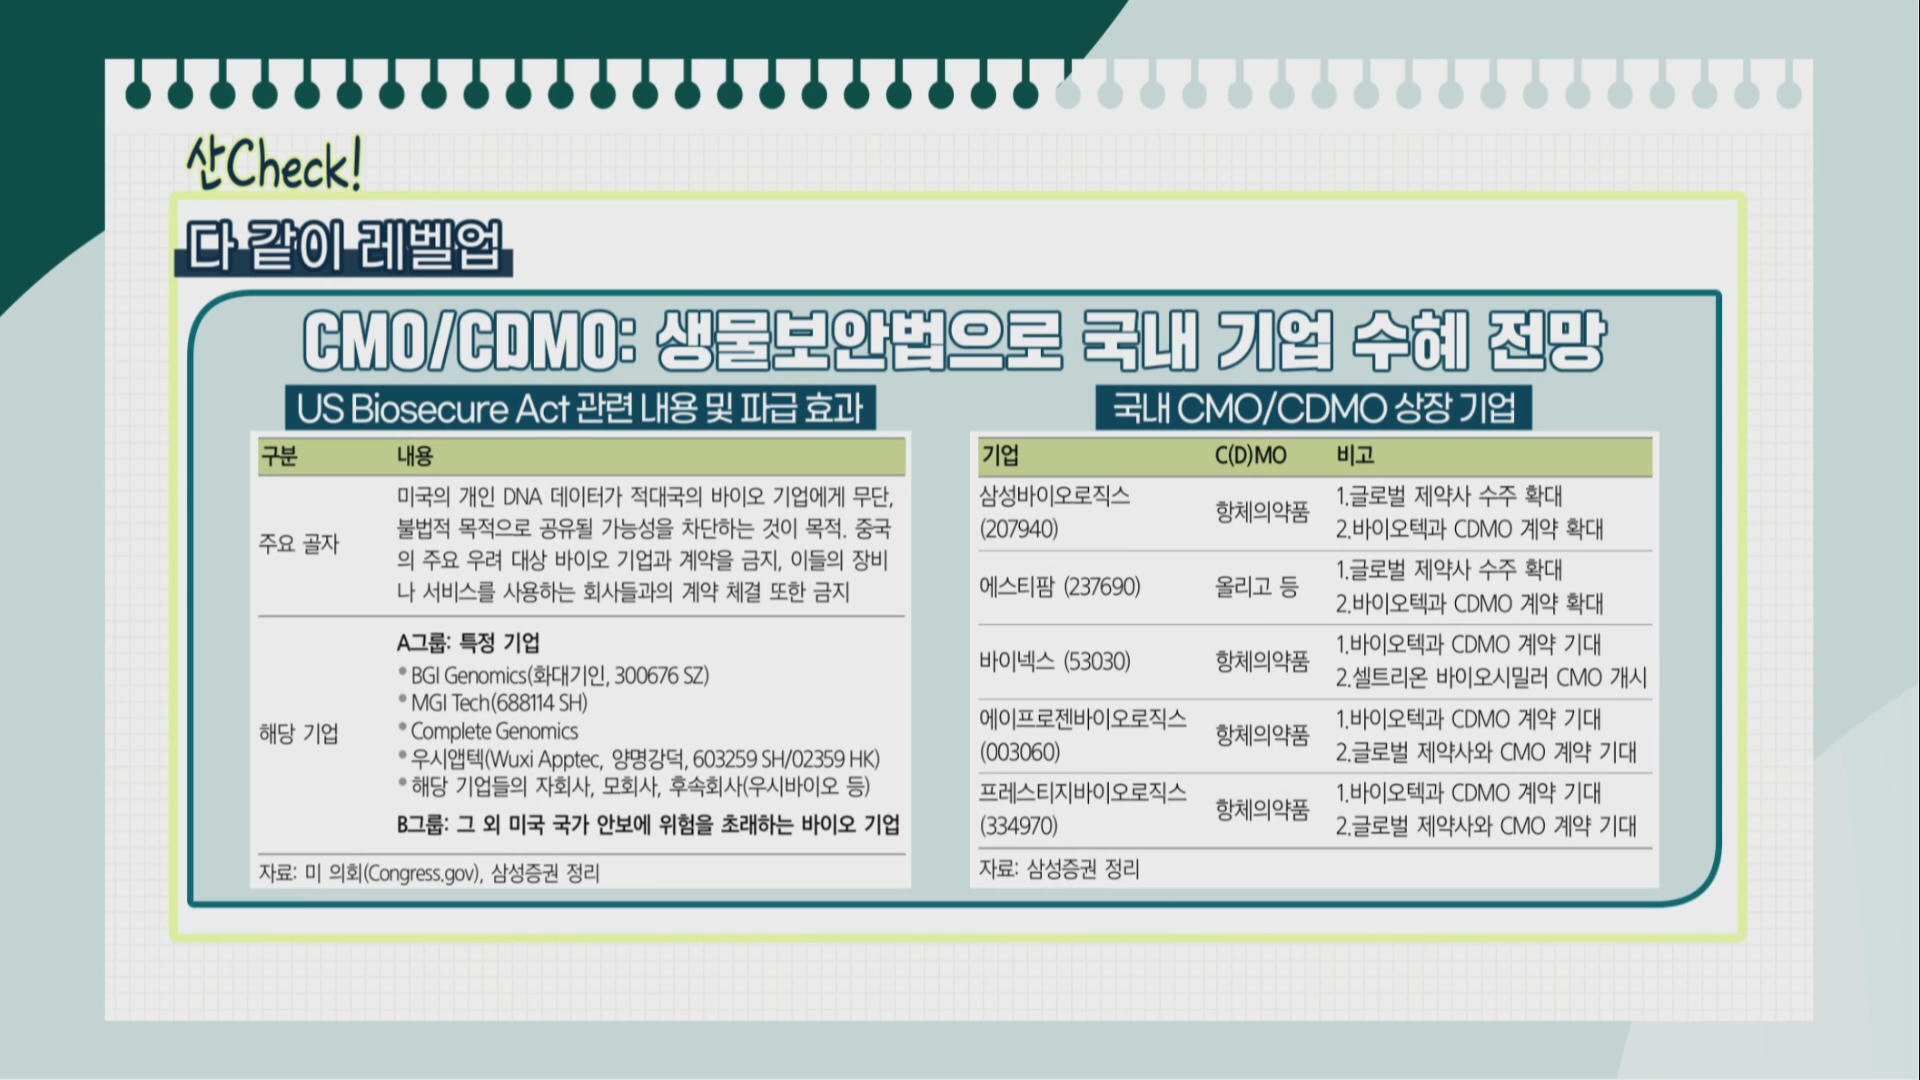 산Check!
다 같이 레벨업
CMO/CDMO: 생물보안법으로 국내 기업 수혜 전망
US Biosecure Act 관련 내용 및 파급 효과
구분 내용
주요 골자
미국의 개인 DNA 데이터가 적대국의 바이오 기업에게 무단,
불법적 목적으로 공유될 가능성을 차단하는 것이 목적. 중국
의 주요 우려 대상 바이오 기업과 계약을 금지, 이들의 장비
나 서비스를 사용하는 회사들과의 계약 체결 또한 금지
해당 기업
A그룹: 특정 기업
• BGI Genomics(화대기인, 300676 SZ)
• MGI Tech(688114 SH)
• Complete Genomics
• 우시앱텍(Wuxi Apptec, 양명강덕, 603259 SH/02359 HK)
• 해당 기업들의 자회사, 모회사, 후속회사(우시바이오 등)
B그룹: 그 외 미국 국가 안보에 위험을 초래하는 바이오 기업
자료: 미 의회(Congress.gov), 삼성증권 정리
국내 CMO/CDMO 상장 기업
기업 C(D)MO 비고
삼성바이오로직스
(207940)
항체의약품
1.글로벌 제약사 수주 확대
2.바이오텍과 CDMO 계약 확대
에스티팜 (237690)
올리고 등
1.글로벌 제약사 수주 확대
2.바이오텍과 CDMO 계약 확대
바이넥스 (53030)
항체의약품
1.바이오텍과 CDMO 계약 기대
2.셀트리온 바이오시밀러 CMO 개시
에이프로젠바이오로직스
(003060)
항체의약품
1.바이오텍과 CDMO 계약 기대
2.글로벌 제약사와 CMO 계약 기대
프레스티지바이오로직스
(334970)
항체의약품
1.바이오텍과 CDMO 계약 기대
2.글로벌 제약사와 CMO 계약 기대
자료: 삼성증권 정리